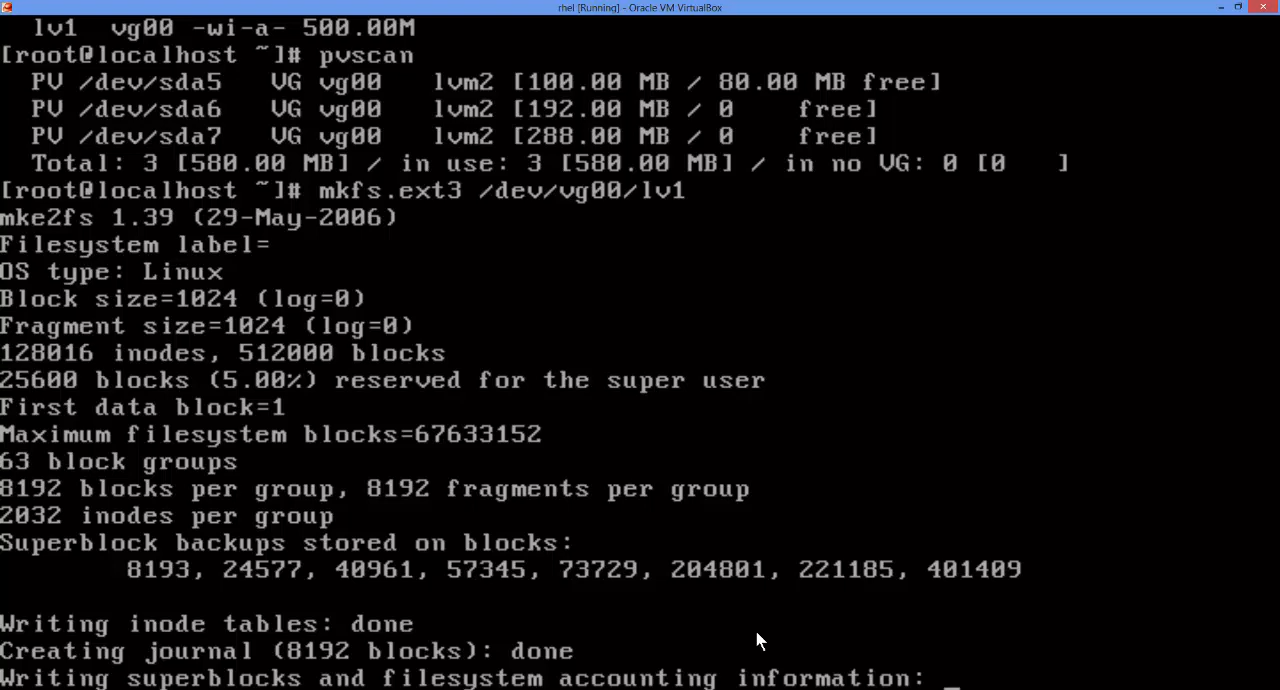 rhel [Running] - Oracle VM VirtualBox
lv1 vg00 -wi-a- 500.00M
[root@localhost ~]# pvscan
PV /dev/sda5 VG vg00 lvm2 [100.00 MB / 80.00 MB free]
PV /dev/sda6 VG vg00 lvm2 [192.00 MB / 0 free]
PV /dev/sda7 VG vg00 lvm2 [288.00 MB / 0 free]
Total: 3 [580.00 MB] / in use: 3 [580.00 MB] / in no VG: 0 [0 ]
[root@localhost ~]# mkfs.ext3 /dev/vg00/lv1
mke2fs 1.39 (29-May-2006)
Filesystem label=
OS type: Linux
Block size=1024 (log=0)
Fragment size=1024 (log=0)
128016 inodes, 512000 blocks
25600 blocks (5.00%) reserved for the super user
First data block=1
Maximum filesystem blocks=67633152
63 block groups
8192 blocks per group, 8192 fragments per group
2032 inodes per group
Superblock backups stored on blocks:
8193, 24577, 40961, 57345, 73729, 204801, 221185, 401409
Writing inode tables: done
Creating journal (8192 blocks): done
Writing superblocks and filesystem accounting information: _